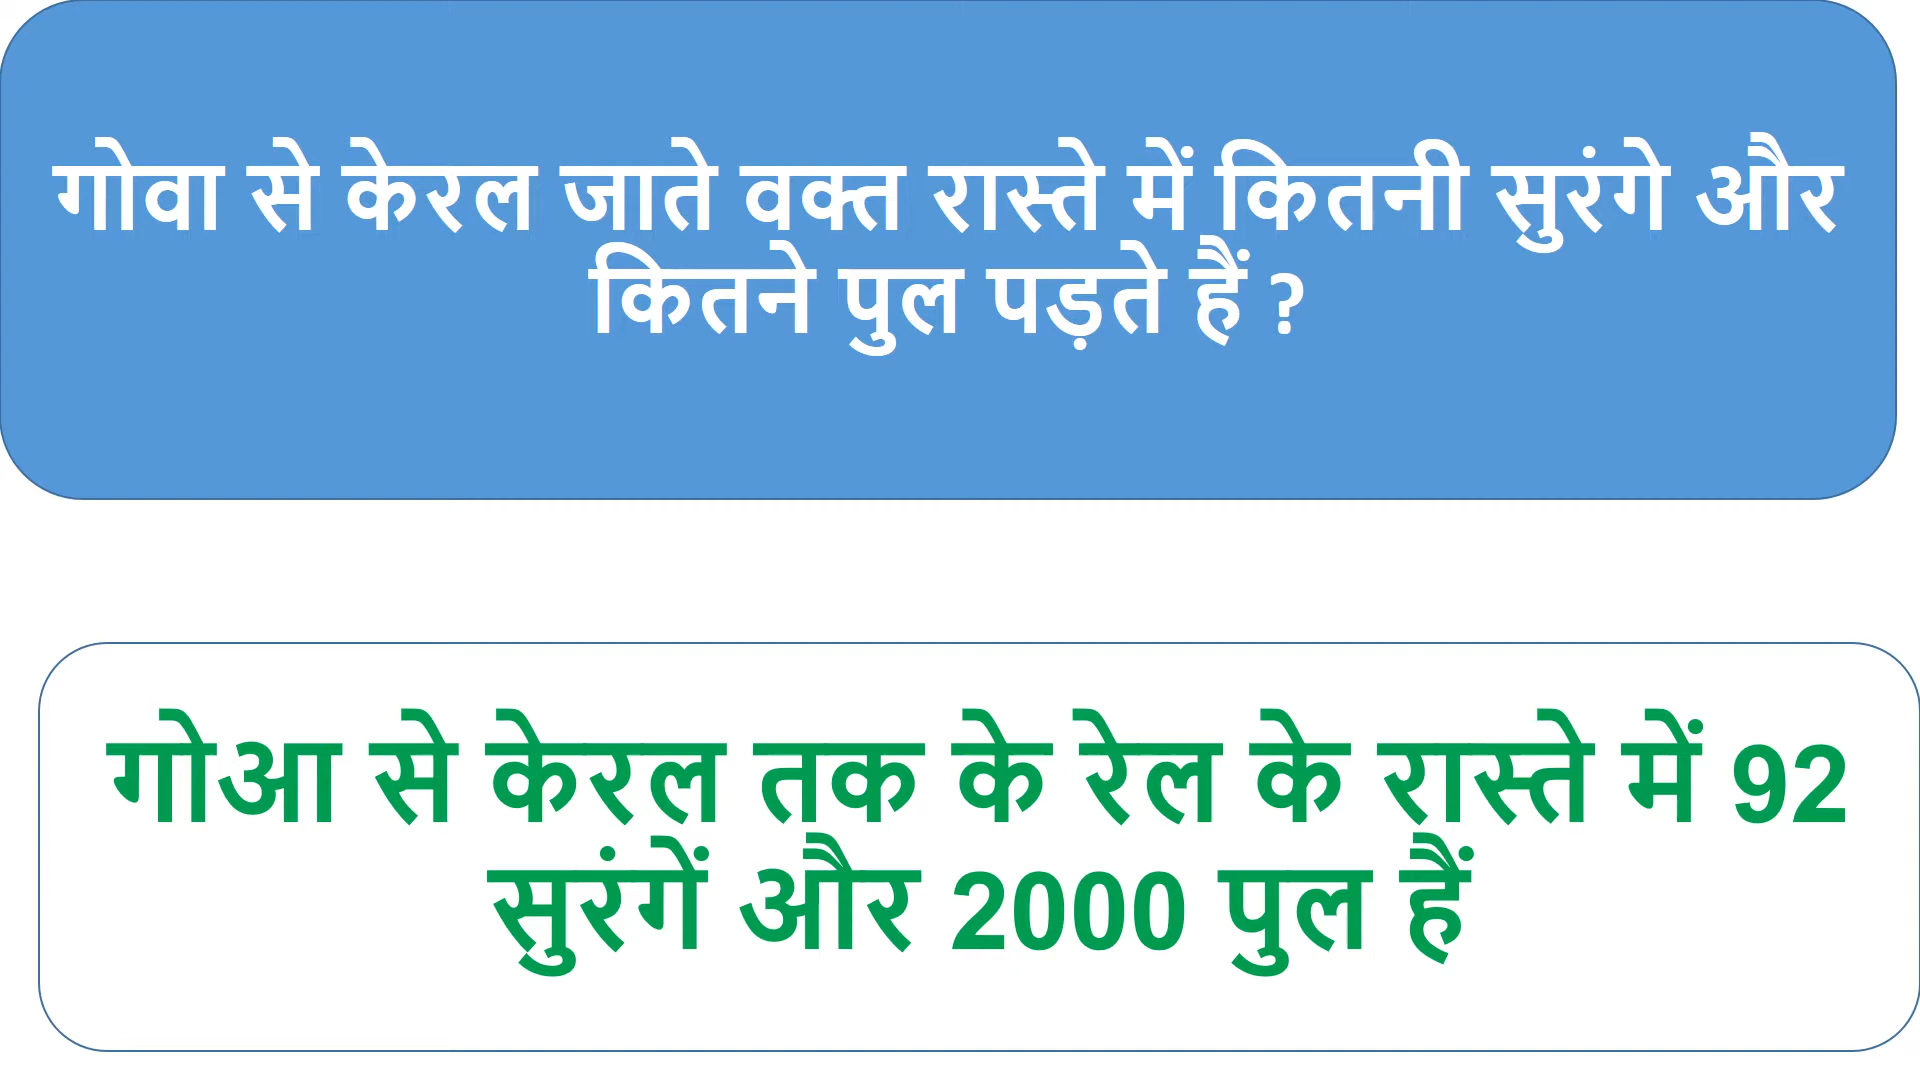 गोवा से केरल जाते वक्त रास्ते में कितनी सुरंगे और
कितने पुल पड़ते हैं ?
गोआ से केरल तक के रेल के रास्ते में 92
सुरंगें और 2000 पुल हैं